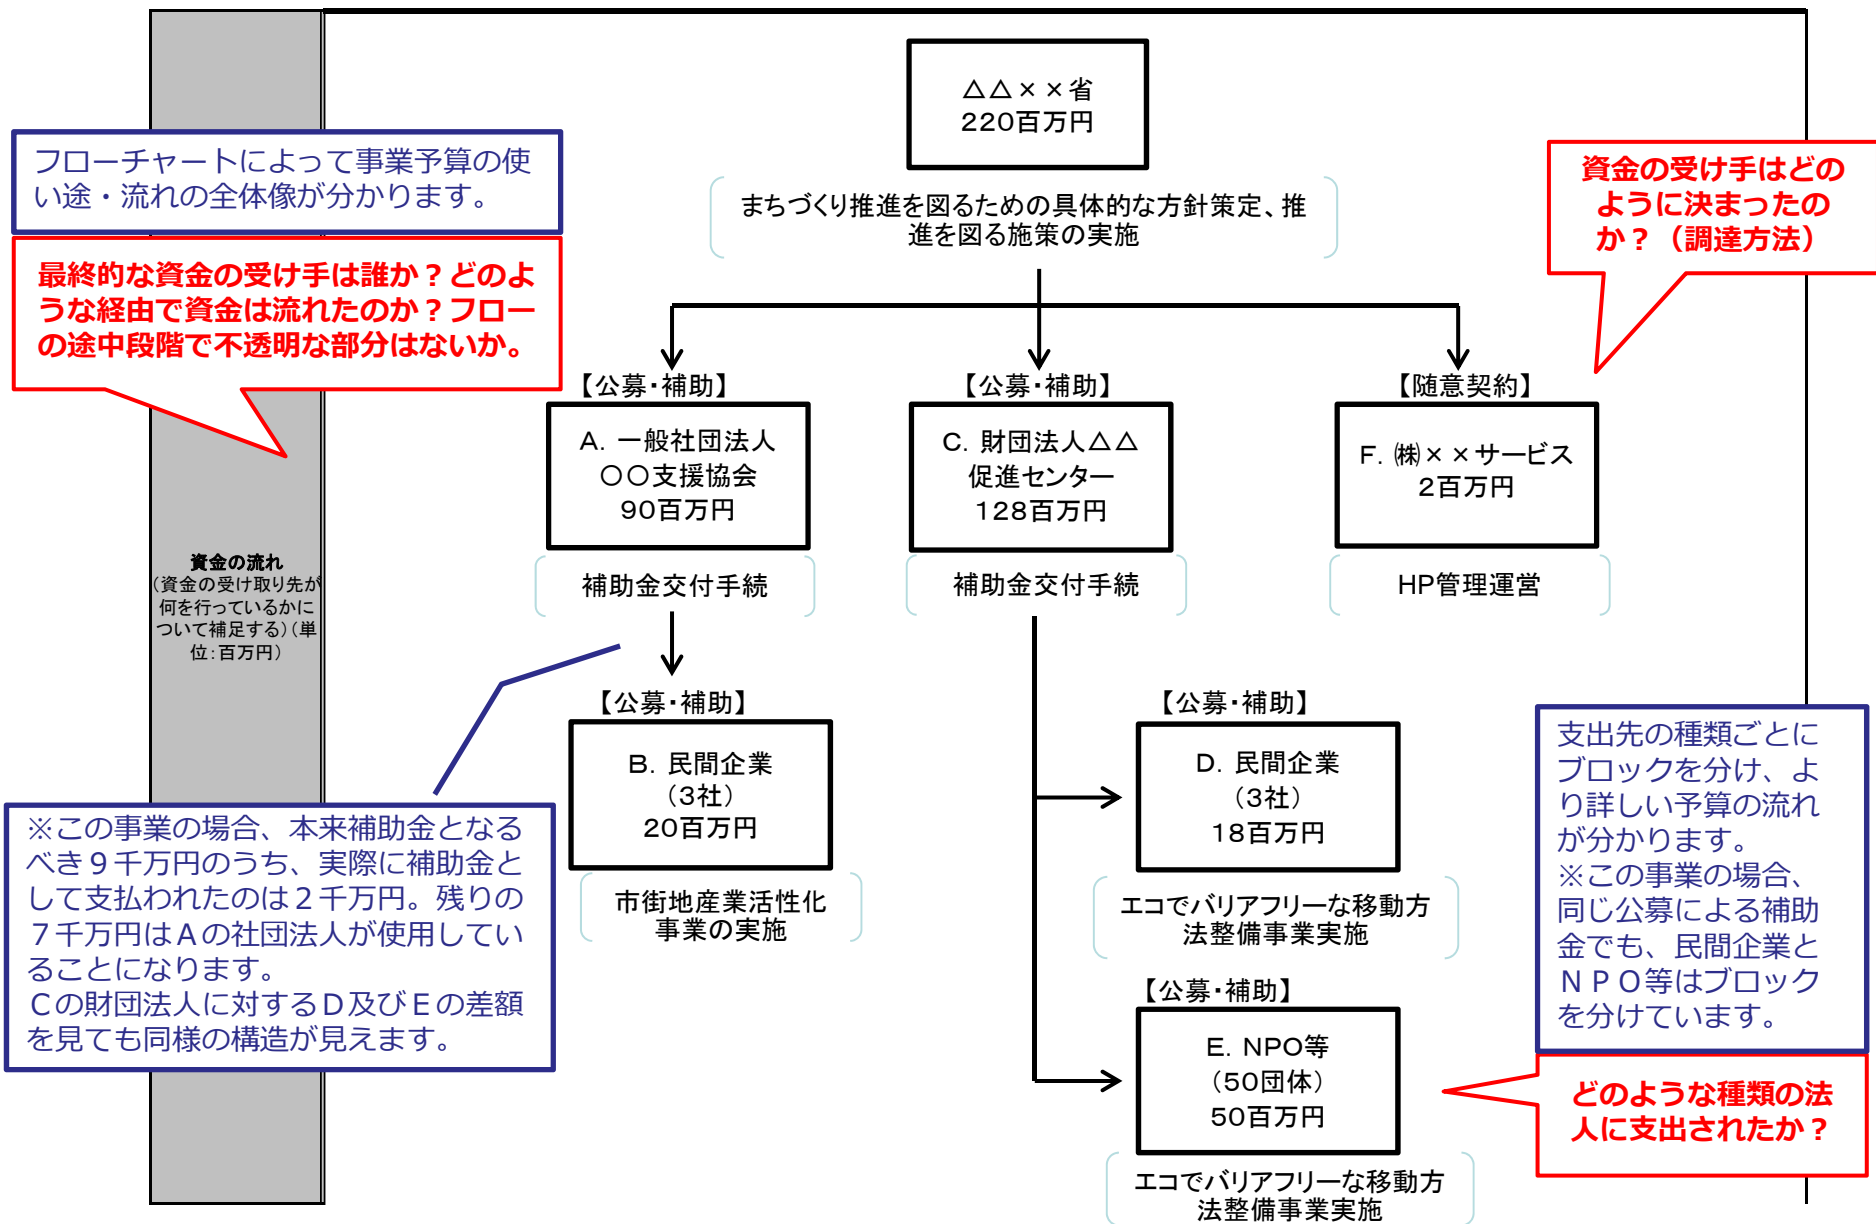 △△××省
220百万円
まちづくり推進を図るための具体的な方針策定、推
進を図る施策の実施
フローチャートによって事業予算の使
い途・流れの全体像が分かります。
最終的な資金の受け手は誰か？どのよ
うな経由で資金は流れたのか？フロー
の途中段階で不透明な部分はないか。
資金の受け手はどの
ように決まったの
か？（調達方法）
資金の流れ
（資金の受け取り先が
何を行っているかに
ついて補足する）（単
位：百万円）
【公募・補助】
A. 一般社団法人
○○支援協会
90百万円
補助金交付手続
【公募・補助】
C. 財団法人△△
促進センター
128百万円
補助金交付手続
【随意契約】
F. ㈱××サービス
2百万円
HP管理運営
【公募・補助】
B. 民間企業
（3社）
20百万円
市街地産業活性化
事業の実施
【公募・補助】
D. 民間企業
（3社）
18百万円
エコでバリアフリーな移動方
法整備事業実施
【公募・補助】
E. NPO等
（50団体）
50百万円
エコでバリアフリーな移動方
法整備事業実施
※この事業の場合、本来補助金となる
べき９千万円のうち、実際に補助金と
して支払われたのは２千万円。残りの
７千万円はＡの社団法人が使用してい
ることになります。
Ｃの財団法人に対するＤ及びＥの差額
を見ても同様の構造が見えます。
支出先の種類ごとに
ブロックを分け、よ
り詳しい予算の流れ
が分かります。
※この事業の場合、
同じ公募による補助
金でも、民間企業と
ＮＰＯ等はブロック
を分けています。
どのような種類の法
人に支出されたか？